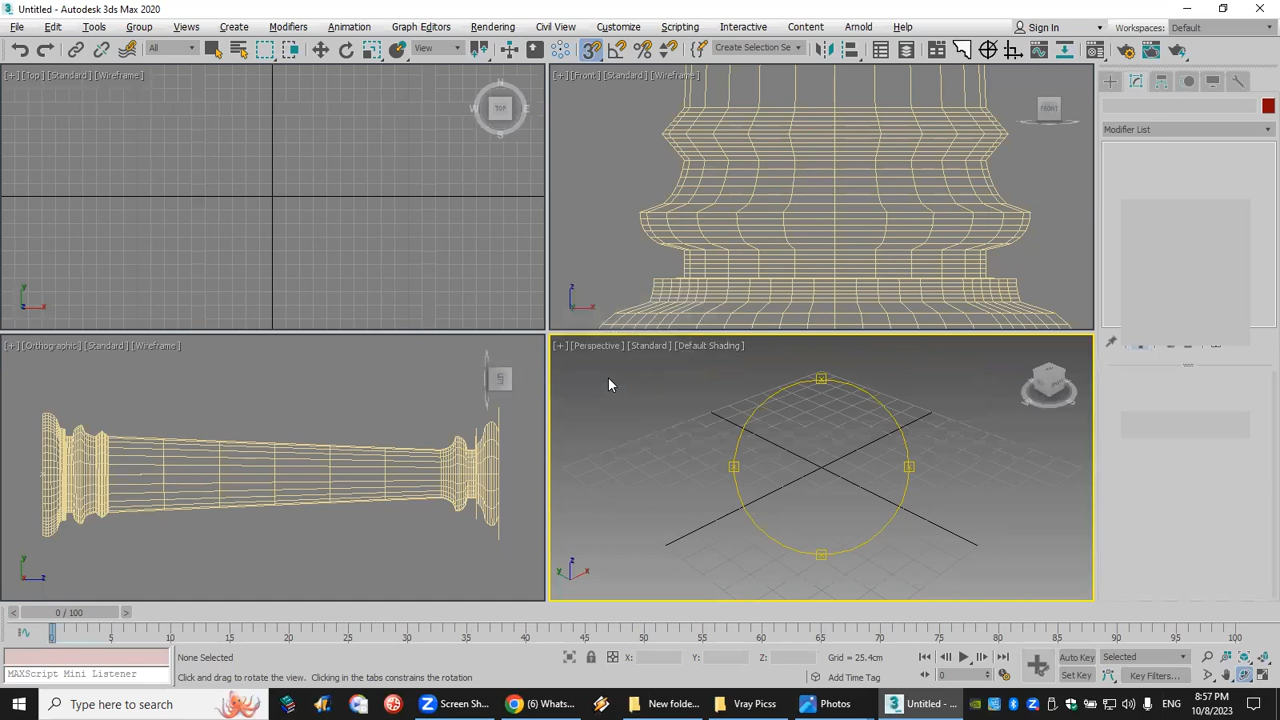 Untitled - Autodesk 3ds Max 2020
File Edit Tools Group Views Create Modifiers Animation Graph Editors Rendering Civil View Customize Scripting Interactive Content Arnold Help Sign In Workspaces: Default
All View Create Selection Se
[+] [Top] [Standard] [Wireframe]
N
W TOP E
S
[+] [Front] [Standard] [Wireframe]
FRONT
Modifier List
y
z x
z
x
[+] [Orthographic] [Standard] [Wireframe]
[+] [Perspective] [Standard] [Default Shading]
y
x z
z
y x
< 0 / 100 >
0 5 10 15 20 25 30 35 40 45 50 55 60 65 70 75 80 85 90 95 100
None Selected X: Y: Z: Grid = 25.4cm Auto Key Selected
MAXScript Mini Listener Click and drag to rotate the view. Clicking in the tabs constrains the rotation Add Time Tag 0 Set Key Key Filters...
Type here to search Screen Sh... (6) Whats... New folde... Vray Picss Photos Untitled - ... 8:57 PM
10/8/2023